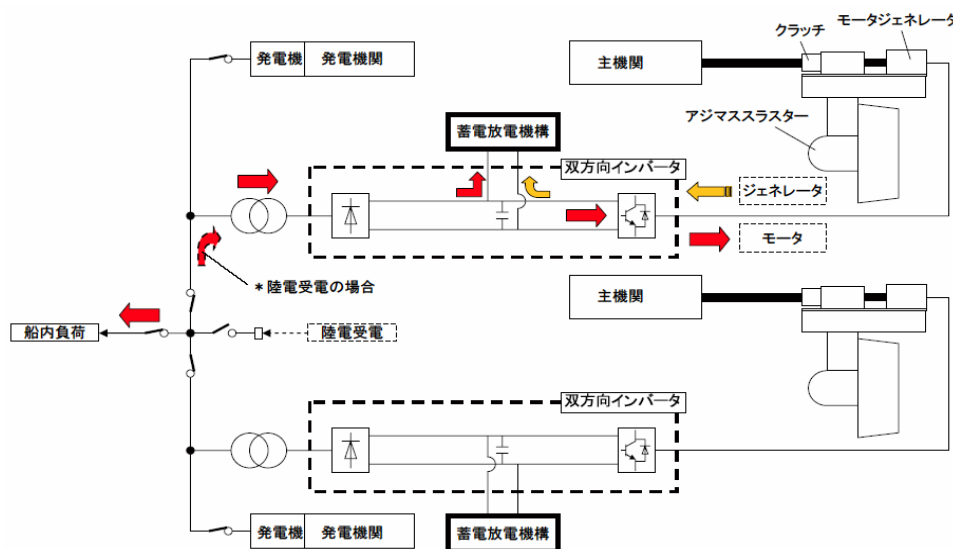 クラッチ
モータジェネレータ
発電機 発電機関
主機関
アジマススラスター
蓄電放電機構
双方向インバータ
ジェネレータ
モータ
*陸電受電の場合
主機関
船内負荷
陸電受電
双方向インバータ
発電機 発電機関
蓄電放電機構